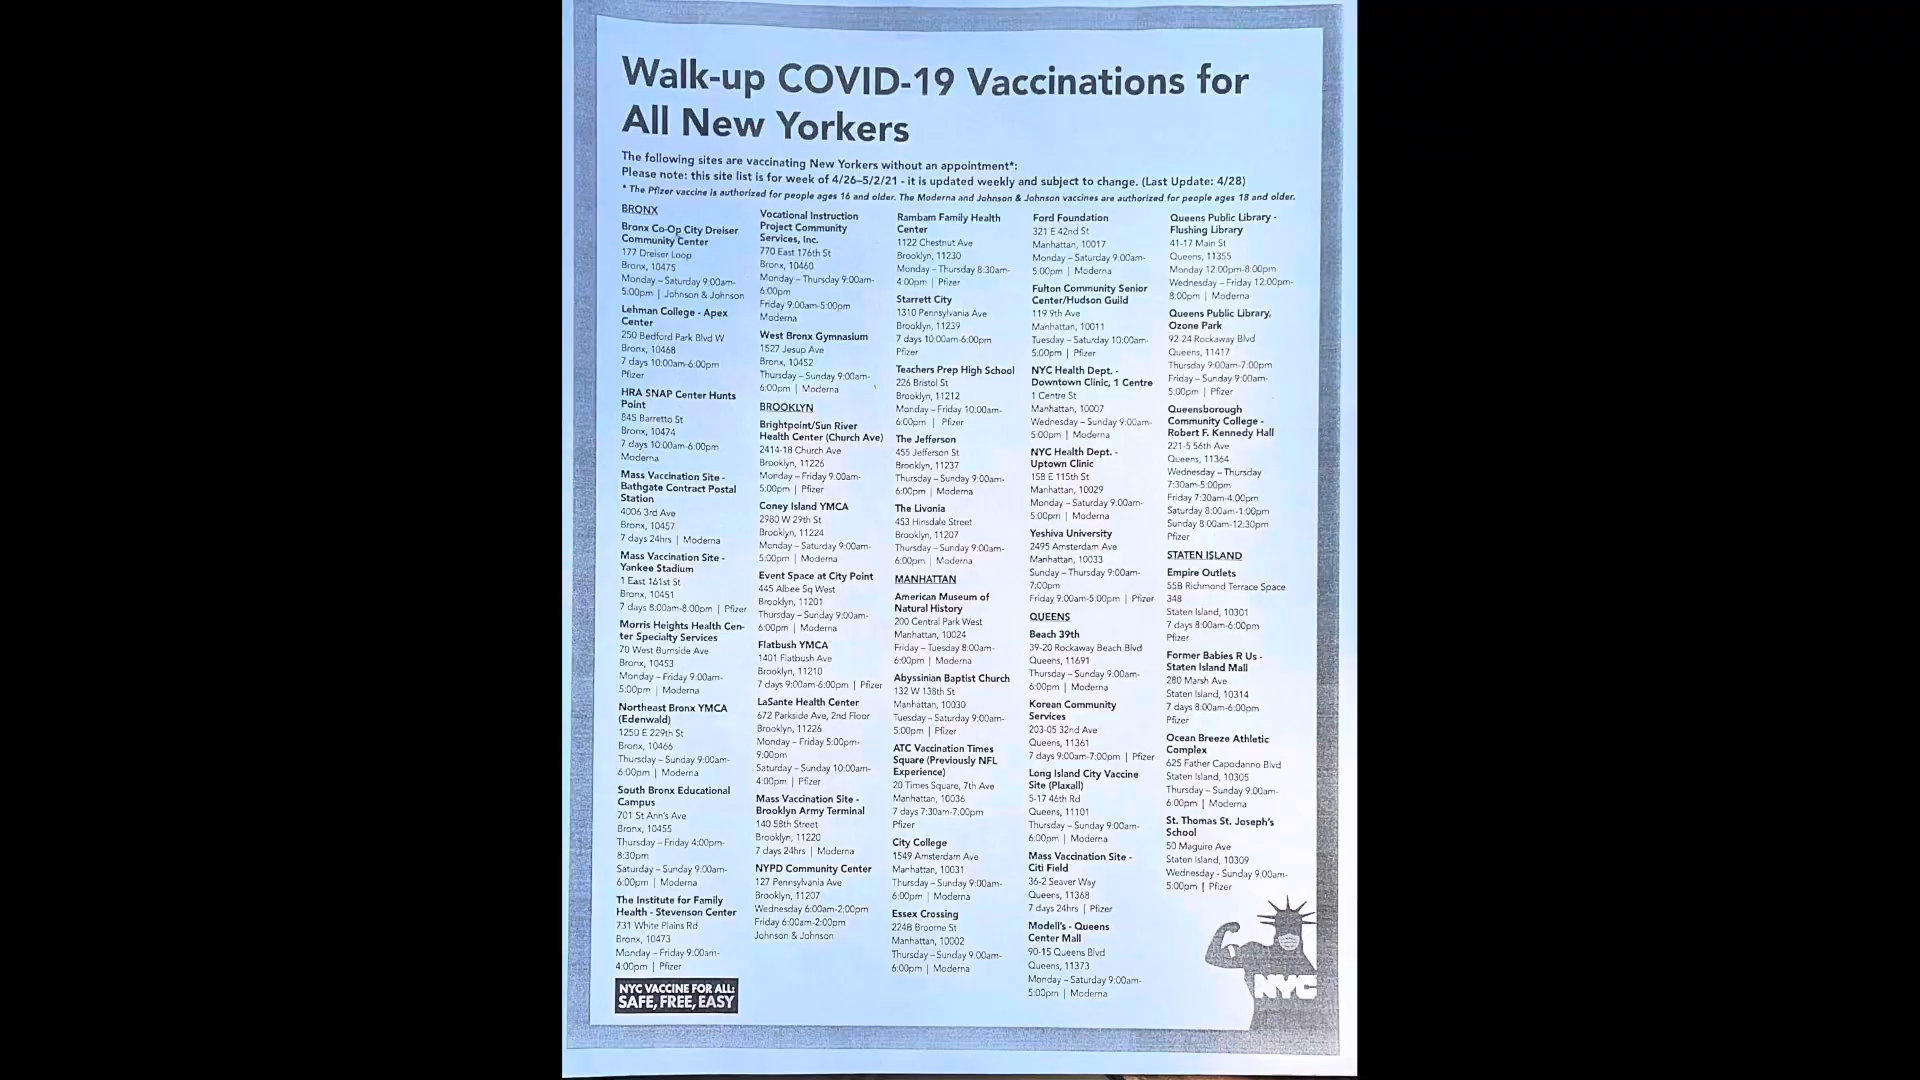 Walk-up COVID-19 Vaccinations for
All New Yorkers
The following sites are vaccinating New Yorkers without an appointment*:
Please note: this site list is for week of 4/26–5/2/21 - it is updated weekly and subject to change. (Last Update: 4/28)
* The Pfizer vaccine is authorized for people ages 16 and older. The Moderna and Johnson & Johnson vaccines are authorized for people ages 18 and older.
BRONX
Bronx Co-Op City Dreiser
Community Center
177 Dreiser Loop
Bronx, 10475
Monday – Saturday 9:00am-
5:00pm | Johnson & Johnson
Lehman College - Apex
Center
250 Bedford Park Blvd W
Bronx, 10468
7 days 10:00am-6:00pm
Pfizer
HRA SNAP Center Hunts
Point
845 Barretto St
Bronx, 10474
7 days 10:00am-6:00pm
Moderna
Mass Vaccination Site -
Bathgate Contract Postal
Station
4006 3rd Ave
Bronx, 10457
7 days 24hrs | Moderna
Mass Vaccination Site -
Yankee Stadium
1 East 161st St
Bronx, 10451
7 days 8:00am-8:00pm | Pfizer
Morris Heights Health Cen-
ter Specialty Services
70 West Burnside Ave
Bronx, 10453
Monday – Friday 9:00am-
5:00pm | Moderna
Northeast Bronx YMCA
(Edenwald)
1250 E 229th St
Bronx, 10466
Thursday – Sunday 9:00am-
6:00pm | Moderna
South Bronx Educational
Campus
701 St Ann's Ave
Bronx, 10455
Thursday – Friday 4:00pm-
8:30pm
Saturday – Sunday 9:00am-
6:00pm | Moderna
The Institute for Family
Health - Stevenson Center
731 White Plains Rd
Bronx, 10473
Monday – Friday 9:00am-
4:00pm | Pfizer
NYC VACCINE FOR ALL:
SAFE, FREE, EASY
Vocational Instruction
Project Community
Services, Inc.
770 East 176th St
Bronx, 10460
Monday – Thursday 9:00am-
6:00pm
Friday 9:00am-5:00pm
Moderna
West Bronx Gymnasium
1527 Jesup Ave
Bronx, 10452
Thursday – Sunday 9:00am-
6:00pm | Moderna
BROOKLYN
Brightpoint/Sun River
Health Center (Church Ave)
2414-18 Church Ave
Brooklyn, 11226
Monday – Friday 9:00am-
5:00pm | Pfizer
Coney Island YMCA
2980 W 29th St
Brooklyn, 11224
Monday – Saturday 9:00am-
5:00pm | Moderna
Event Space at City Point
445 Albee Sq West
Brooklyn, 11201
Thursday – Sunday 9:00am-
6:00pm | Moderna
Flatbush YMCA
1401 Flatbush Ave
Brooklyn, 11210
7 days 9:00am-6:00pm | Pfizer
LaSante Health Center
672 Parkside Ave, 2nd Floor
Brooklyn, 11226
Monday – Friday 5:00pm-
9:00pm
Saturday – Sunday 10:00am-
4:00pm | Pfizer
Mass Vaccination Site -
Brooklyn Army Terminal
140 58th Street
Brooklyn, 11220
7 days 24hrs | Moderna
NYPD Community Center
127 Pennsylvania Ave
Brooklyn, 11207
Wednesday 6:00am-2:00pm
Friday 6:00am-2:00pm
Johnson & Johnson
Rambam Family Health
Center
1122 Chestnut Ave
Brooklyn, 11230
Monday - Thursday 8:30am-
4:00pm | Pfizer
Starrett City
1310 Pennsylvania Ave
Brooklyn, 11239
7 days 10:00am-6:00pm
Pfizer
Teachers Prep High School
226 Bristol St
Brooklyn, 11212
Monday – Friday 10:00am-
6:00pm | Pfizer
The Jefferson
455 Jefferson St
Brooklyn, 11237
Thursday – Sunday 9:00am-
6:00pm | Moderna
The Livonia
453 Hinsdale Street
Brooklyn, 11207
Thursday – Sunday 9:00am-
6:00pm | Moderna
MANHATTAN
American Museum of
Natural History
200 Central Park West
Manhattan, 10024
Friday – Tuesday 8:00am-
6:00pm | Moderna
Abyssinian Baptist Church
132 W 138th St
Manhattan, 10030
Tuesday – Saturday 9:00am-
5:00pm | Pfizer
ATC Vaccination Times
Square (Previously NFL
Experience)
20 Times Square, 7th Ave
Manhattan, 10036
7 days 7:30am-7:00pm
Pfizer
City College
1549 Amsterdam Ave
Manhattan, 10031
Thursday – Sunday 9:00am-
6:00pm | Moderna
Essex Crossing
224B Broome St
Manhattan, 10002
Thursday – Sunday 9:00am-
6:00pm | Moderna
Ford Foundation
321 E 42nd St
Manhattan, 10017
Monday – Saturday 9:00am-
5:00pm | Moderna
Fulton Community Senior
Center/Hudson Guild
119 9th Ave
Manhattan, 10011
Tuesday – Saturday 10:00am-
5:00pm | Pfizer
NYC Health Dept. -
Downtown Clinic, 1 Centre
1 Centre St
Manhattan, 10007
Wednesday – Sunday 9:00am-
5:00pm | Moderna
NYC Health Dept. -
Uptown Clinic
158 E 115th St
Manhattan, 10029
Monday – Saturday 9:00am-
5:00pm | Moderna
Yeshiva University
2495 Amsterdam Ave
Manhattan, 10033
Sunday – Thursday 9:00am-
7:00pm
Friday 9:00am-5:00pm | Pfizer
QUEENS
Beach 39th
39-20 Rockaway Beach Blvd
Queens, 11691
Thursday – Sunday 9:00am-
6:00pm | Moderna
Korean Community
Services
203-05 32nd Ave
Queens, 11361
7 days 9:00am-7:00pm | Pfizer
Long Island City Vaccine
Site (Plaxall)
5-17 46th Rd
Queens, 11101
Thursday – Sunday 9:00am-
6:00pm | Moderna
Mass Vaccination Site -
Citi Field
36-2 Seaver Way
Queens, 11368
7 days 24hrs | Pfizer
Modell's - Queens
Center Mall
90-15 Queens Blvd
Queens, 11373
Monday – Saturday 9:00am-
5:00pm | Moderna
Queens Public Library -
Flushing Library
41-17 Main St
Queens, 11355
Monday 12:00pm-8:00pm
Wednesday – Friday 12:00pm-
8:00pm | Moderna
Queens Public Library,
Ozone Park
92-24 Rockaway Blvd
Queens, 11417
Thursday 9:00am-7:00pm
Friday – Sunday 9:00am-
5:00pm | Pfizer
Queensborough
Community College -
Robert F. Kennedy Hall
221-5 56th Ave
Queens, 11364
Wednesday – Thursday
7:30am-5:00pm
Friday 7:30am-4:00pm
Saturday 8:00am-1:00pm
Sunday 8:00am-12:30pm
Pfizer
STATEN ISLAND
Empire Outlets
55B Richmond Terrace Space
348
Staten Island, 10301
7 days 8:00am-6:00pm
Pfizer
Former Babies R Us -
Staten Island Mall
280 Marsh Ave
Staten Island, 10314
7 days 8:00am-6:00pm
Pfizer
Ocean Breeze Athletic
Complex
625 Father Capodanno Blvd
Staten Island, 10305
Thursday – Sunday 9:00am-
6:00pm | Moderna
St. Thomas St. Joseph's
School
50 Maguire Ave
Staten Island, 10309
Wednesday - Sunday 9:00am-
5:00pm | Pfizer
NYC